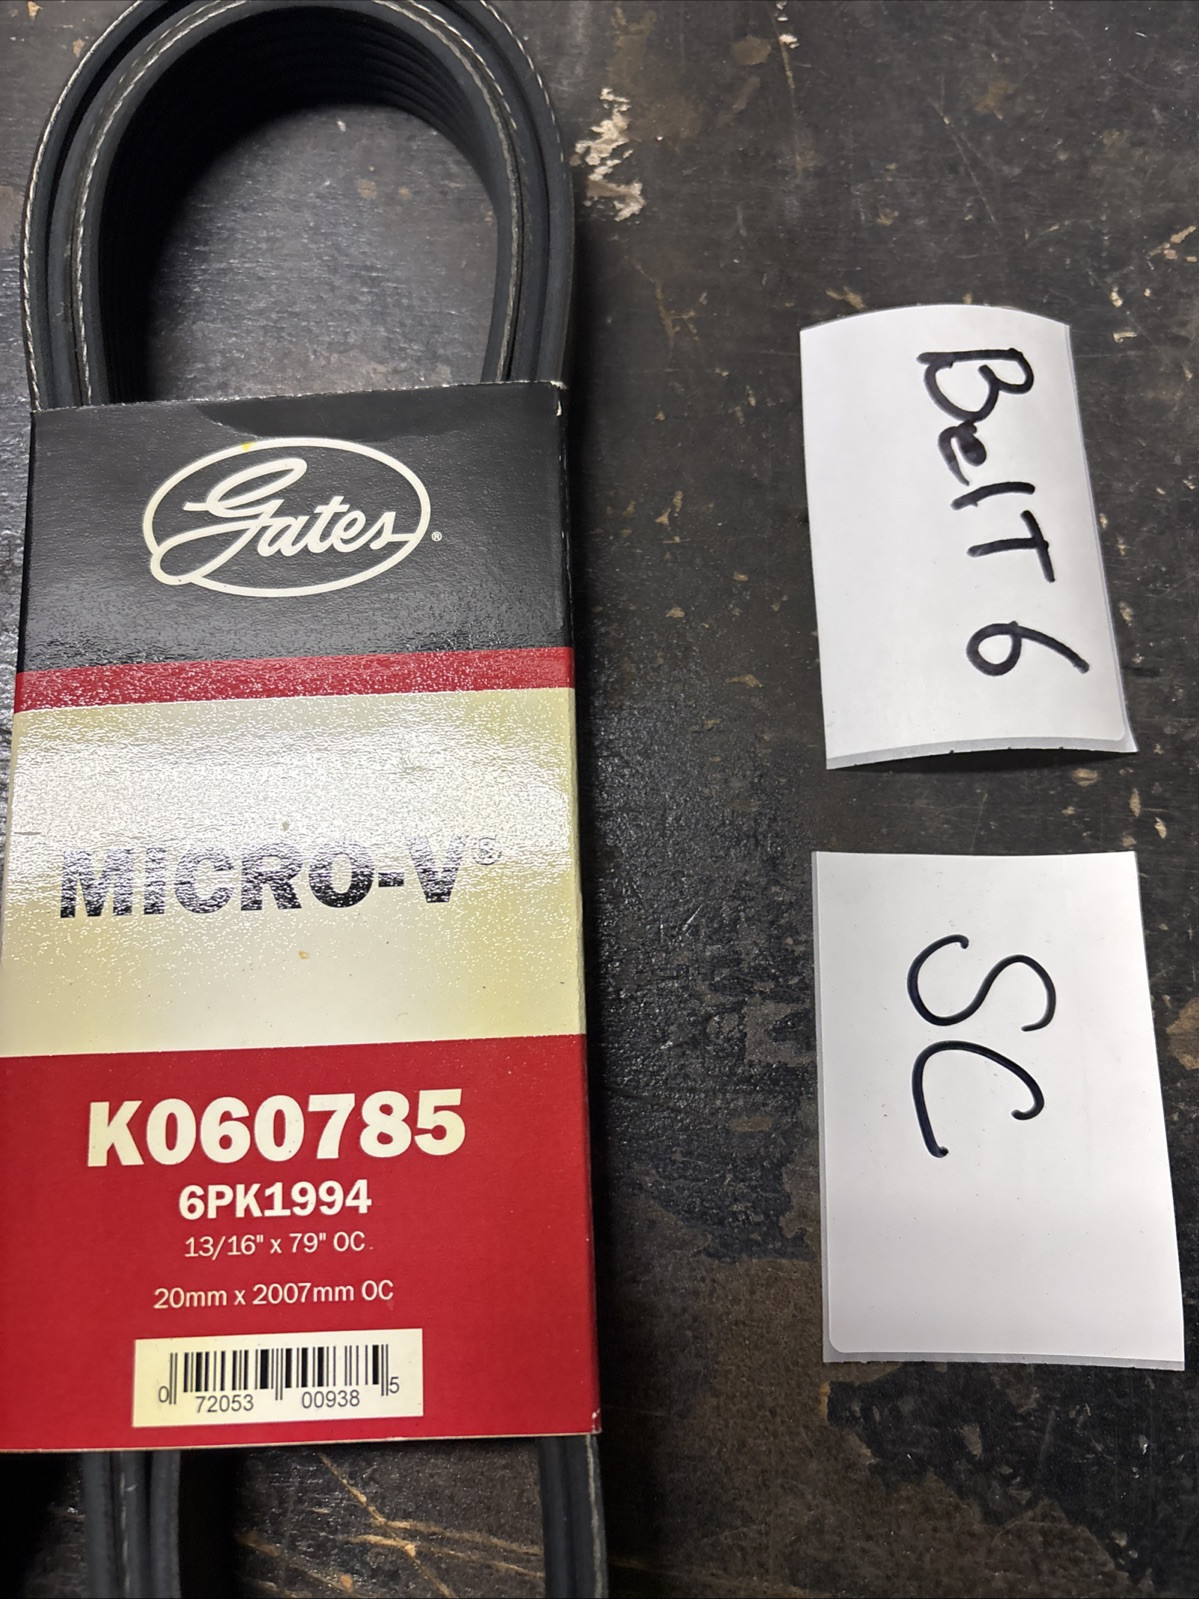 Gates®
MICRO-V®
K060785
6PK1994
13/16" x 79" OC
20mm x 2007mm OC
0 72053 00938 5
BelT 6
SC